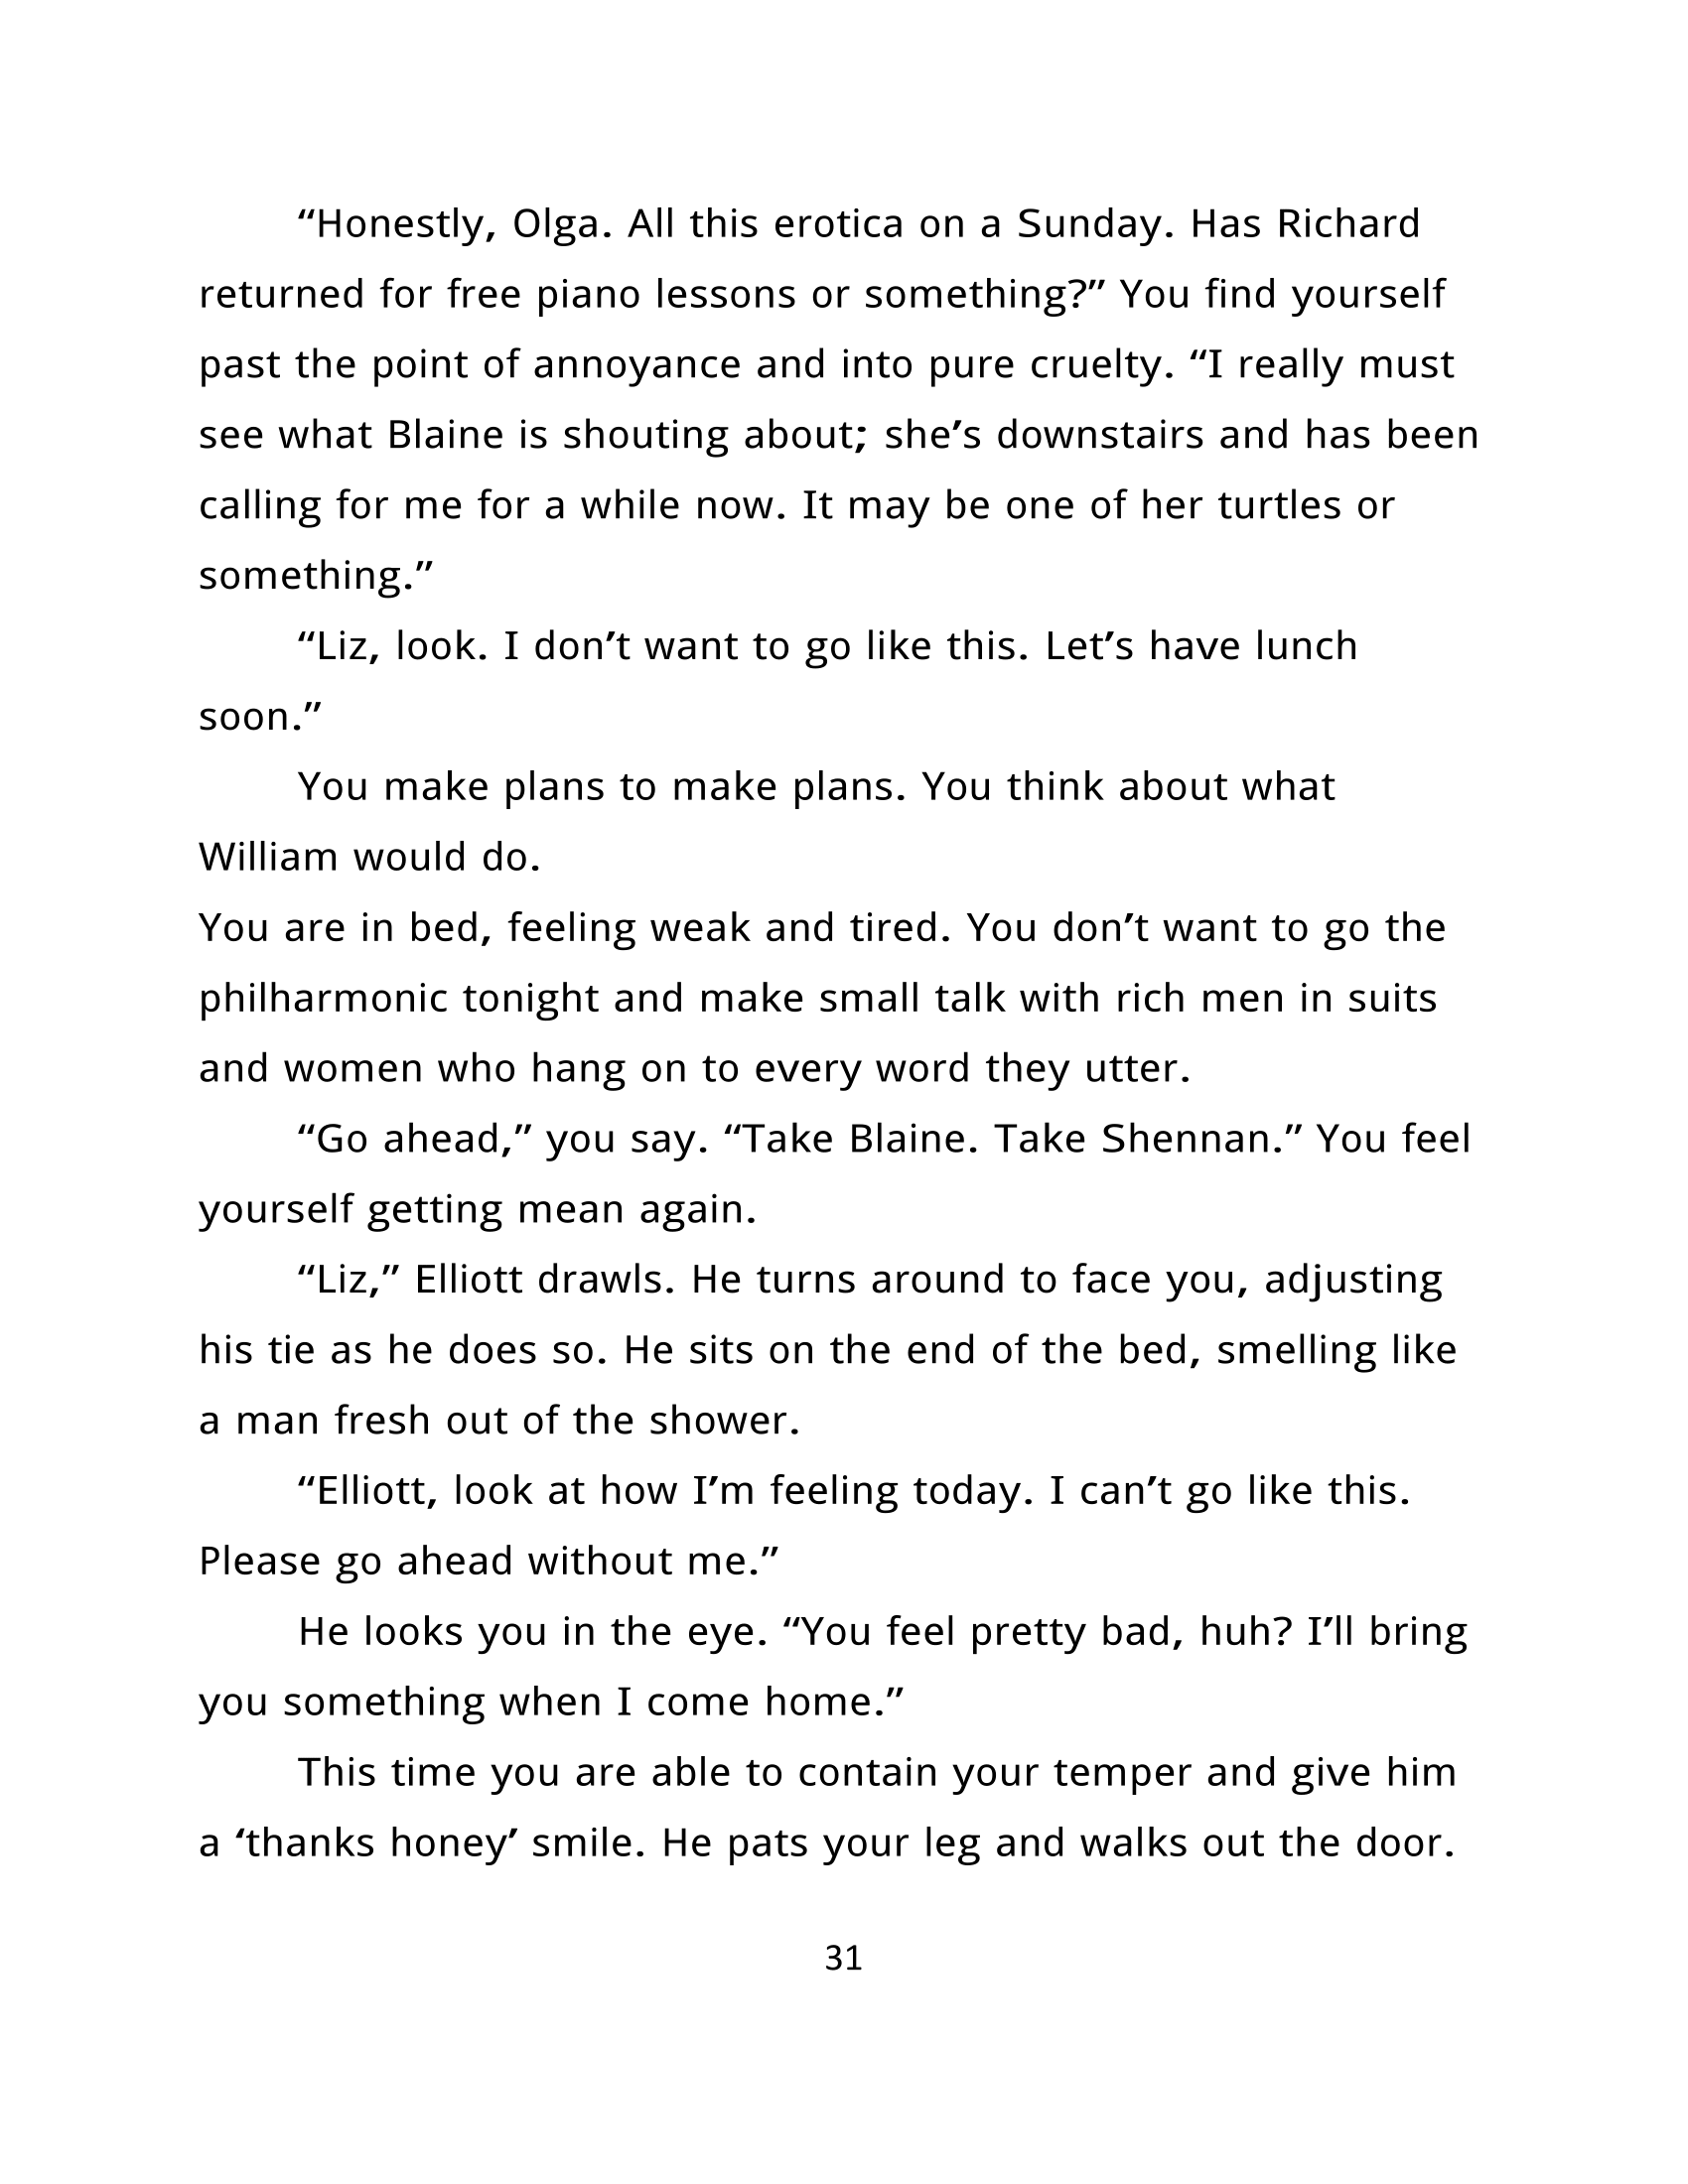 “Honestly, Olga. All this erotica on a Sunday. Has Richard
returned for free piano lessons or something?” You find yourself
past the point of annoyance and into pure cruelty. “I really must
see what Blaine is shouting about; she’s downstairs and has been
calling for me for a while now. It may be one of her turtles or
something.”
“Liz, look. I don’t want to go like this. Let’s have lunch
soon.”
You make plans to make plans. You think about what
William would do.
You are in bed, feeling weak and tired. You don’t want to go the
philharmonic tonight and make small talk with rich men in suits
and women who hang on to every word they utter.
“Go ahead,” you say. “Take Blaine. Take Shennan.” You feel
yourself getting mean again.
“Liz,” Elliott drawls. He turns around to face you, adjusting
his tie as he does so. He sits on the end of the bed, smelling like
a man fresh out of the shower.
“Elliott, look at how I’m feeling today. I can’t go like this.
Please go ahead without me.”
He looks you in the eye. “You feel pretty bad, huh? I’ll bring
you something when I come home.”
This time you are able to contain your temper and give him
a ‘thanks honey’ smile. He pats your leg and walks out the door.
31